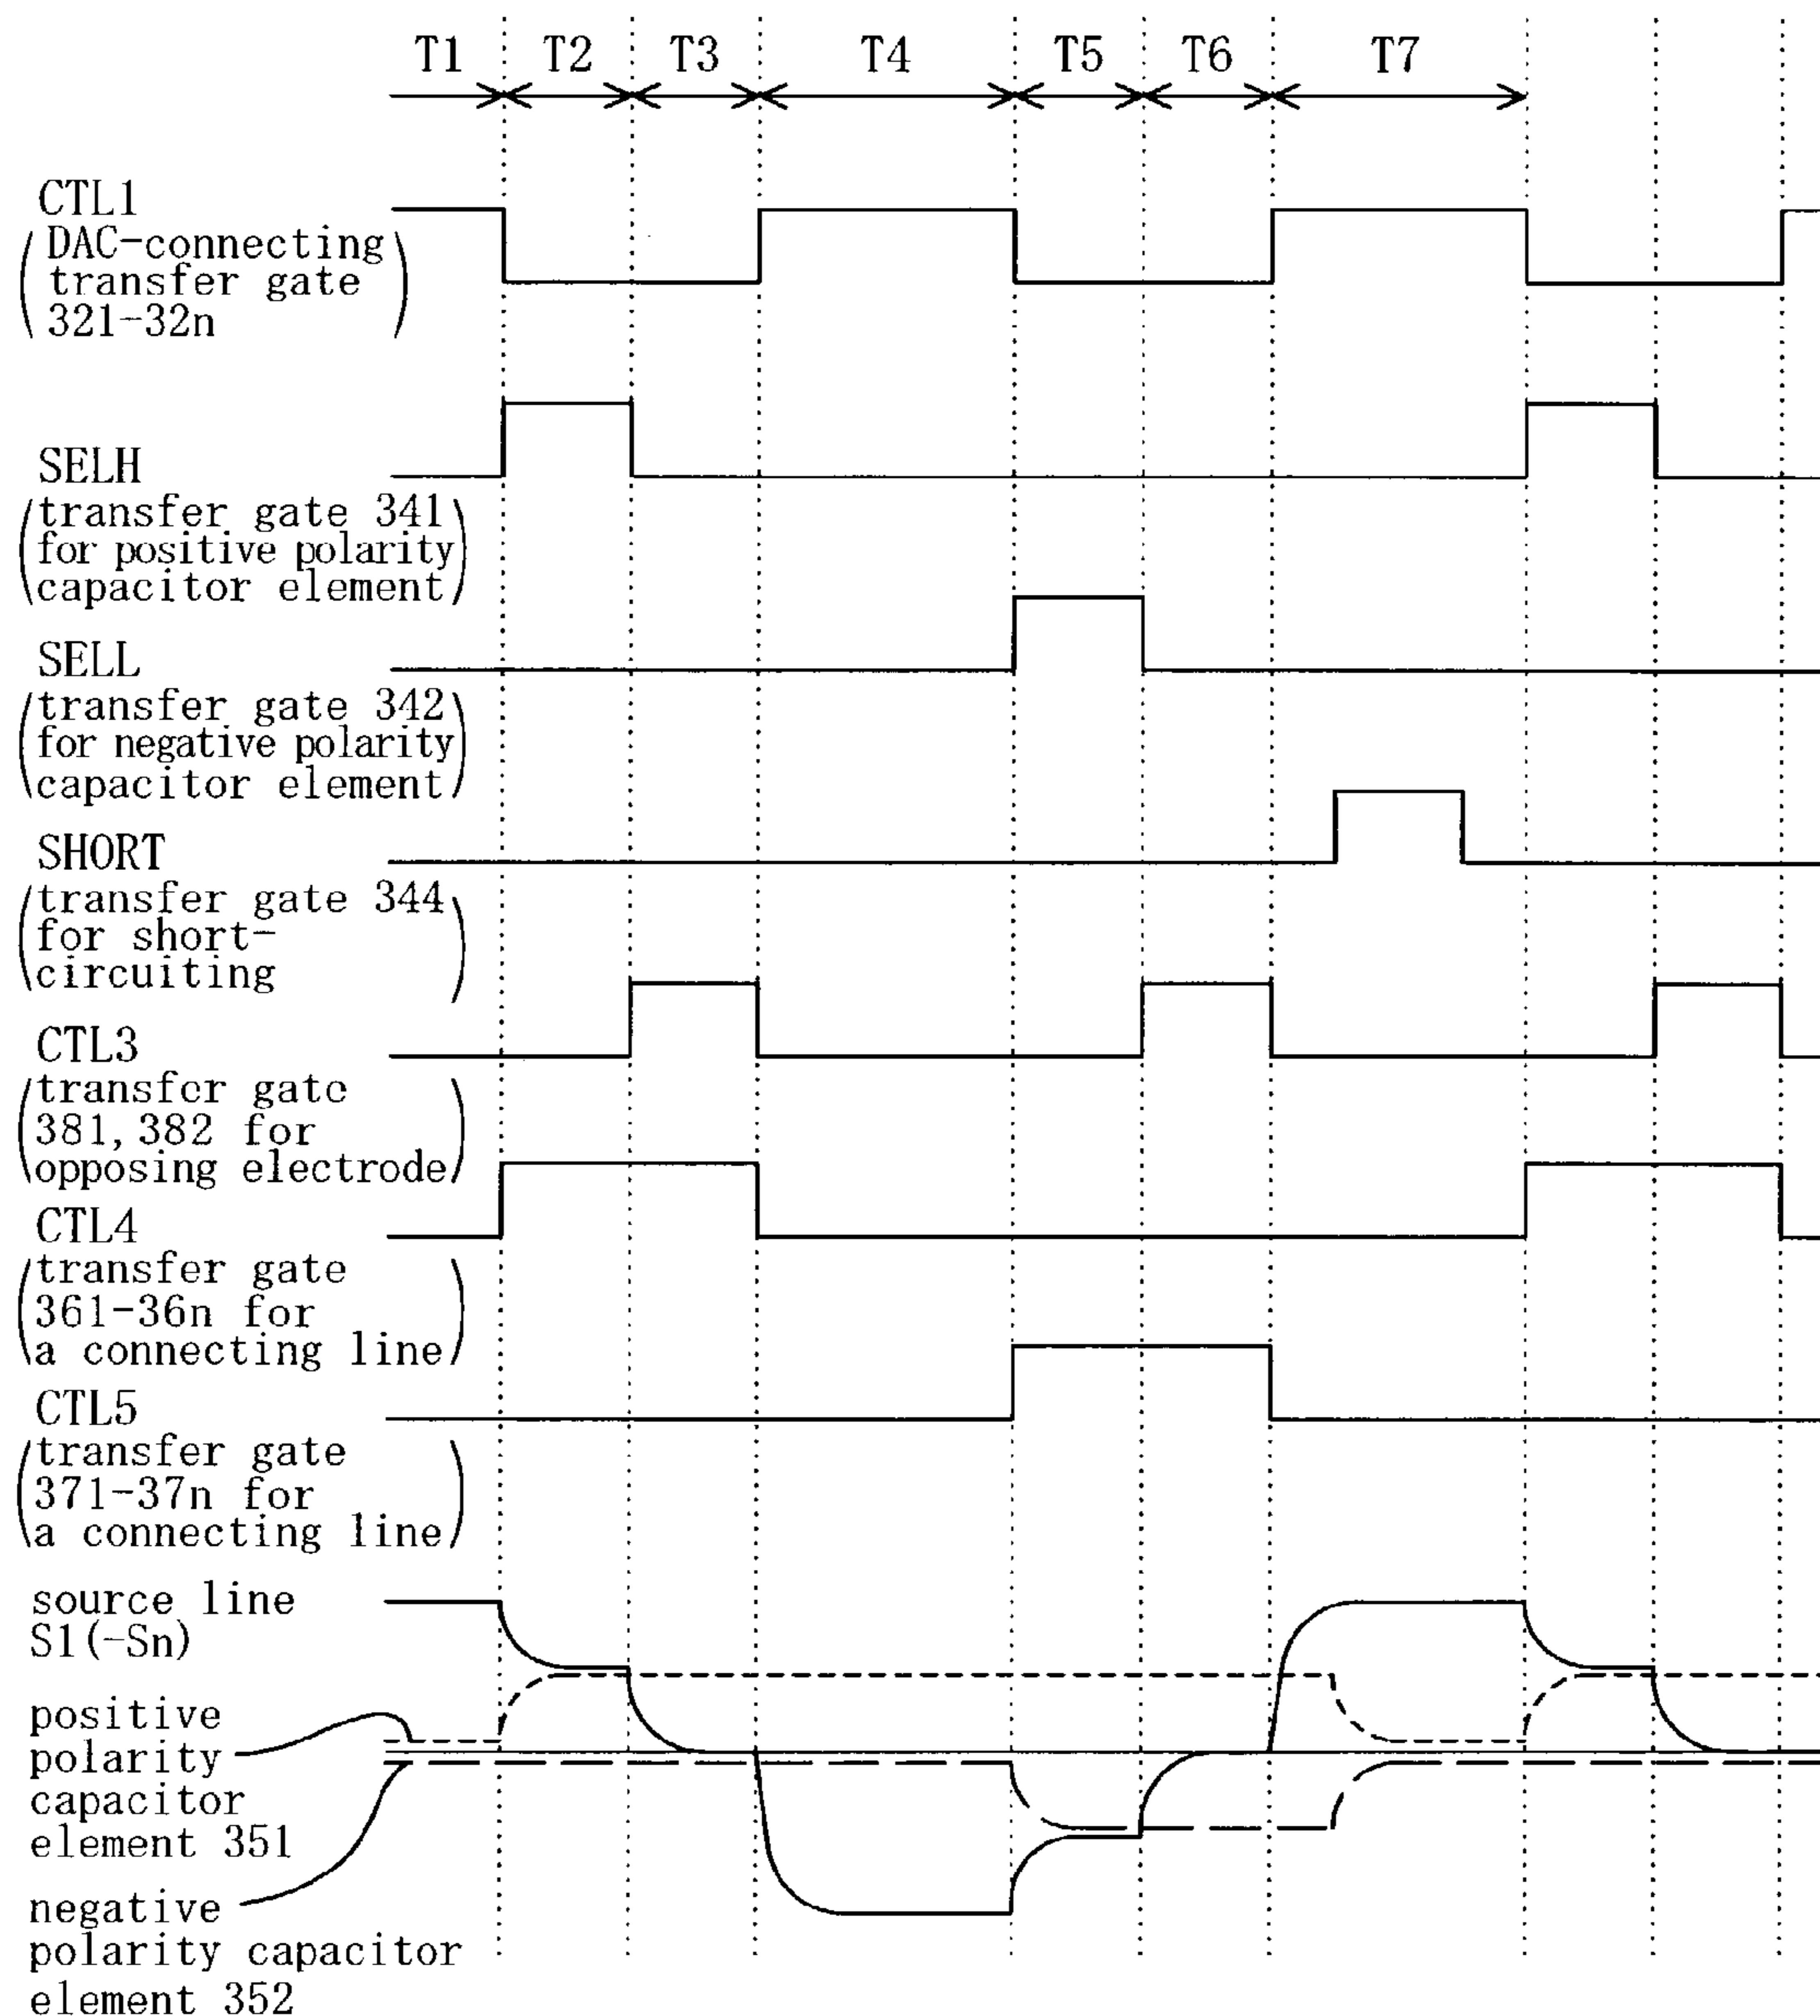 T1 T2 T3 T4 T5 T6 T7
CTL1
DAC-connecting
transfer gate
321-32n
SELH
transfer gate 341
for positive polarity
capacitor element
SELL
transfer gate 342
for negative polarity
capacitor element
SHORT
transfer gate 344
for short-
circuiting
CTL3
transfer gate
381,382 for
opposing electrode
CTL4
transfer gate
361-36n for
a connecting line
CTL5
transfer gate
371-37n for
a connecting line
source line
S1(-Sn)
positive
polarity
capacitor
element 351
negative
polarity capacitor
element 352